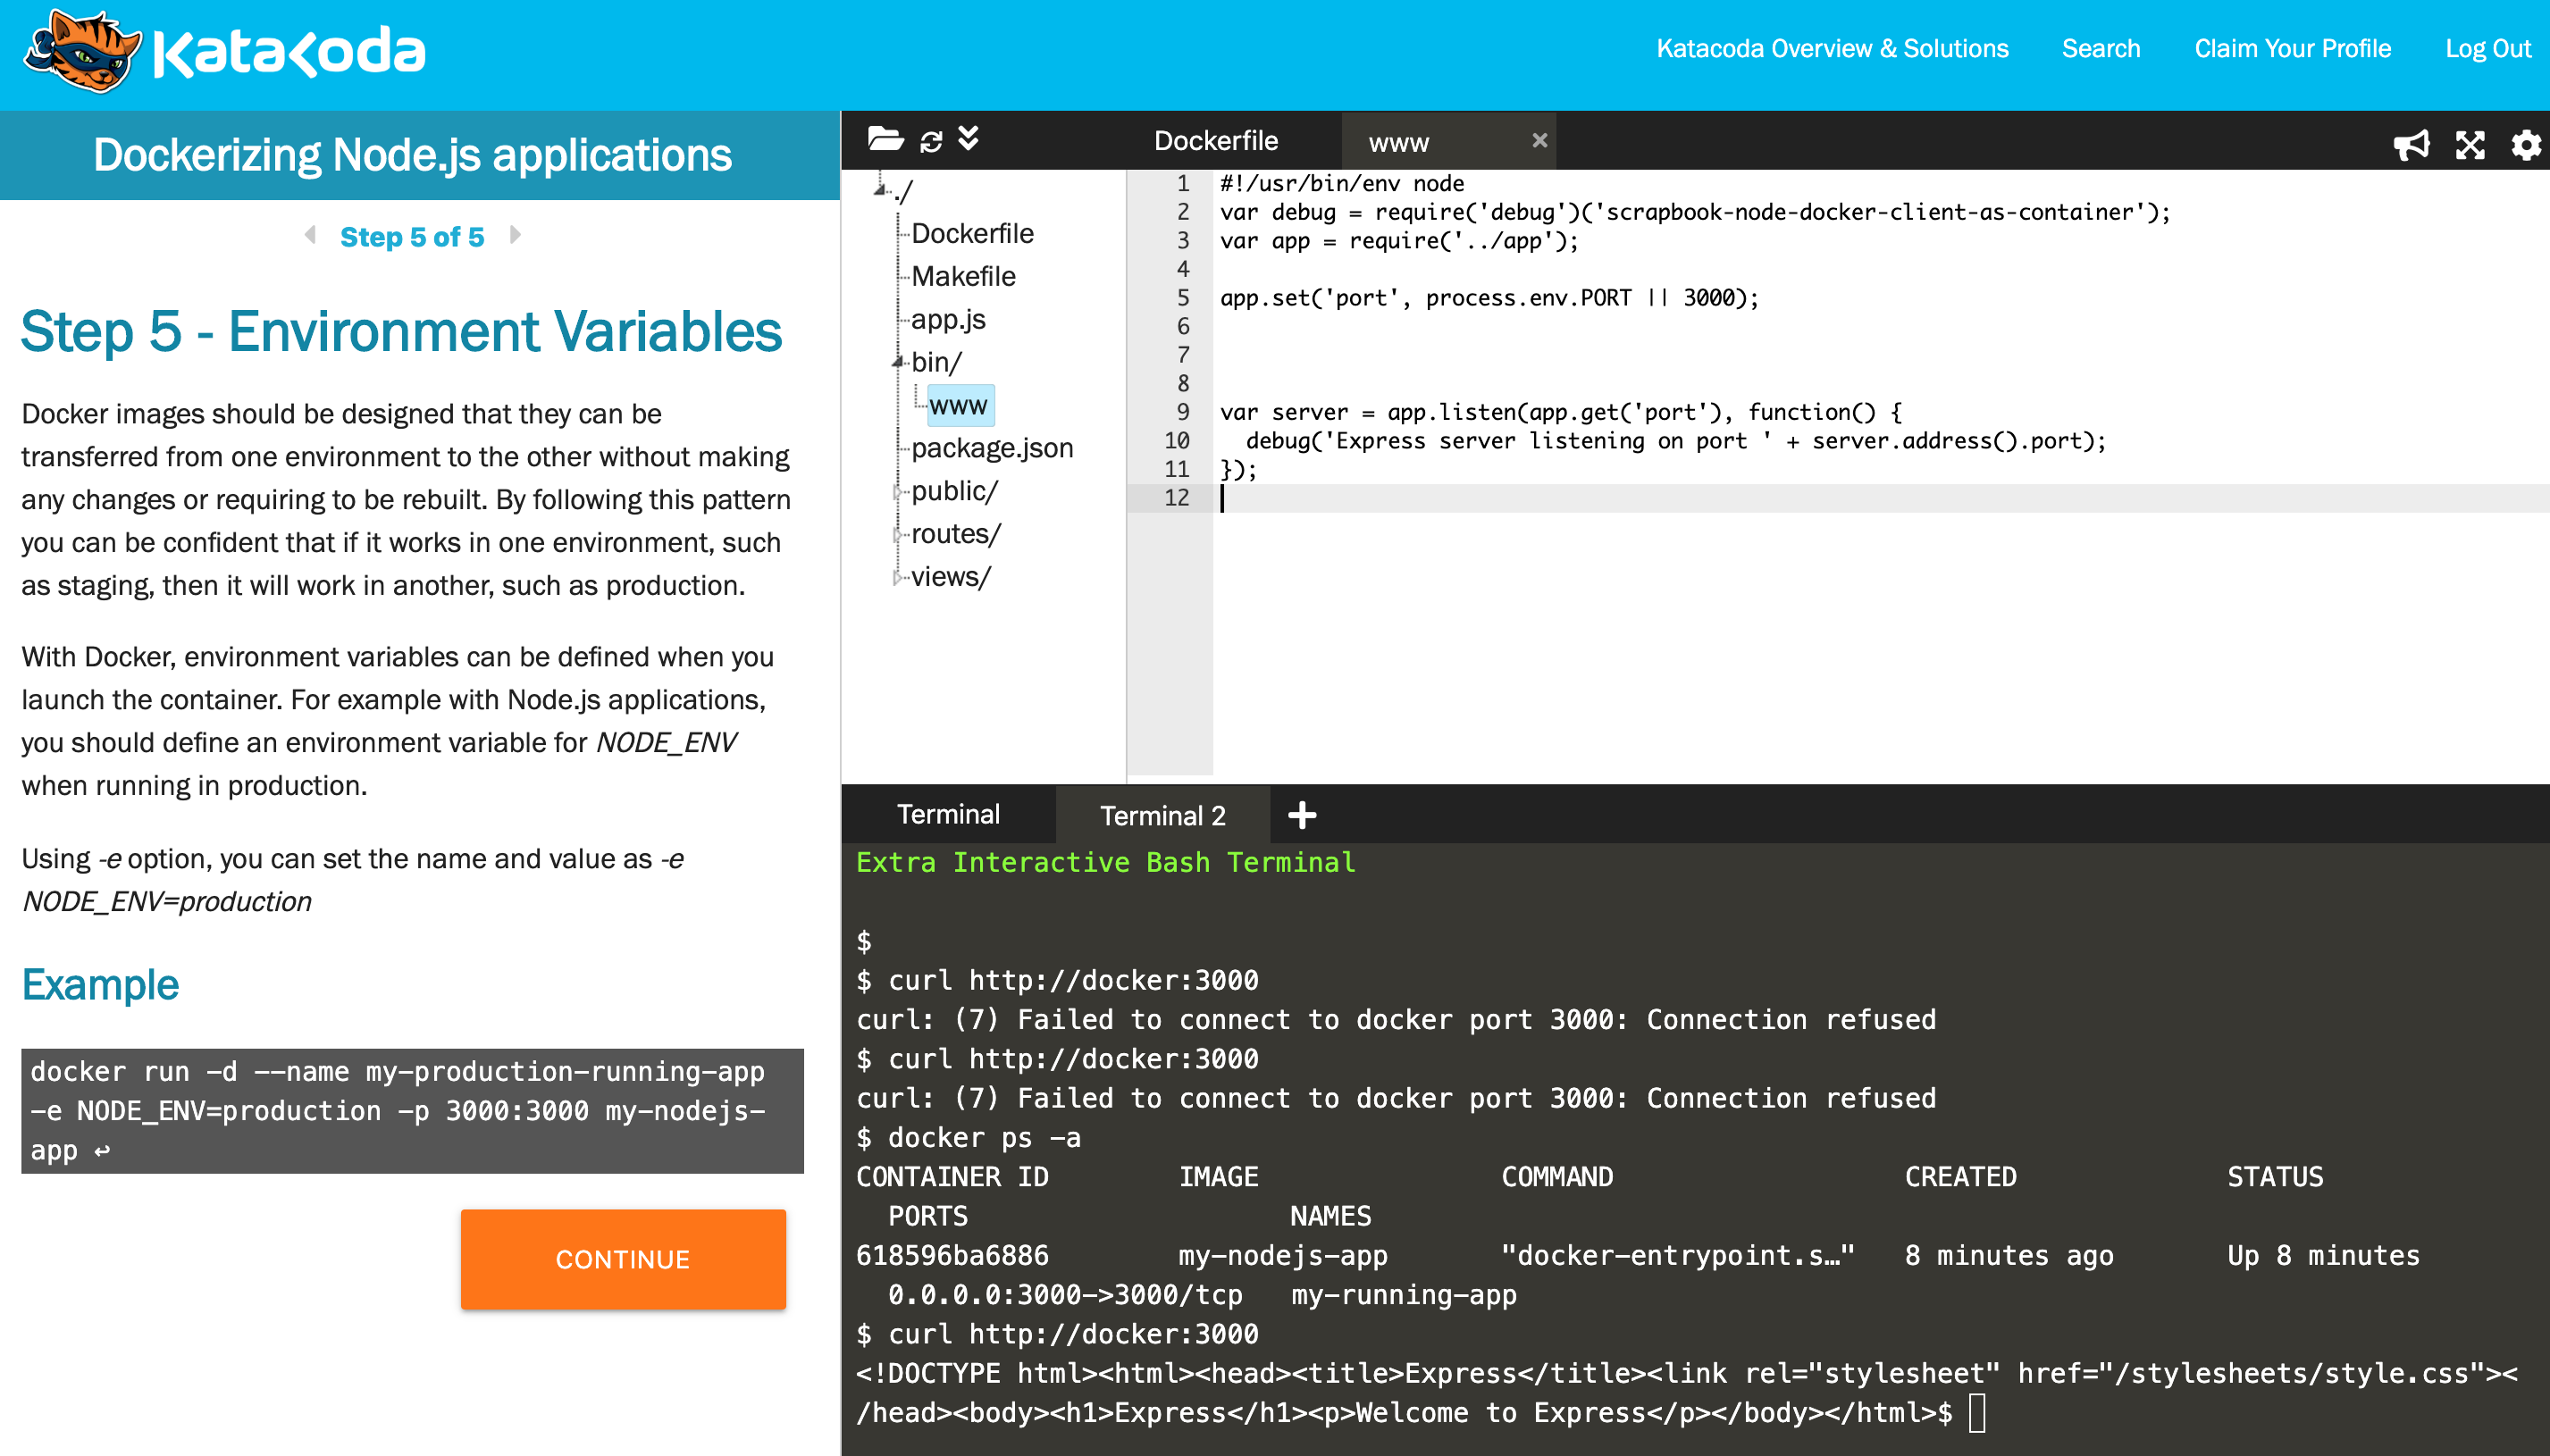 Katacoda
Katacoda Overview & Solutions
Search
Claim Your Profile
Log Out
Dockerizing Node.js applications
Step 5 of 5
Step 5 - Environment Variables
Docker images should be designed that they can be
transferred from one environment to the other without making
any changes or requiring to be rebuilt. By following this pattern
you can be confident that if it works in one environment, such
as staging, then it will work in another, such as production.
With Docker, environment variables can be defined when you
launch the container. For example with Node.js applications,
you should define an environment variable for NODE_ENV
when running in production.
Using -e option, you can set the name and value as -e
NODE_ENV=production
Example
docker run -d --name my-production-running-app
-e NODE_ENV=production -p 3000:3000 my-nodejs-
app ↩
CONTINUE
Dockerfile
www ×
./
Dockerfile
Makefile
app.js
bin/
www
package.json
public/
routes/
views/
1 #!/usr/bin/env node
2 var debug = require('debug')('scrapbook-node-docker-client-as-container');
3 var app = require('../app');
4
5 app.set('port', process.env.PORT || 3000);
6
7
8
9 var server = app.listen(app.get('port'), function() {
10   debug('Express server listening on port ' + server.address().port);
11 });
12
Terminal
Terminal 2
+
Extra Interactive Bash Terminal
$
$ curl http://docker:3000
curl: (7) Failed to connect to docker port 3000: Connection refused
$ curl http://docker:3000
curl: (7) Failed to connect to docker port 3000: Connection refused
$ docker ps -a
CONTAINER ID        IMAGE               COMMAND                  CREATED             STATUS
  PORTS                    NAMES
618596ba6886        my-nodejs-app       "docker-entrypoint.s…"   8 minutes ago       Up 8 minutes
  0.0.0.0:3000->3000/tcp   my-running-app
$ curl http://docker:3000
<!DOCTYPE html><html><head><title>Express</title><link rel="stylesheet" href="/stylesheets/style.css"><
/head><body><h1>Express</h1><p>Welcome to Express</p></body></html>$